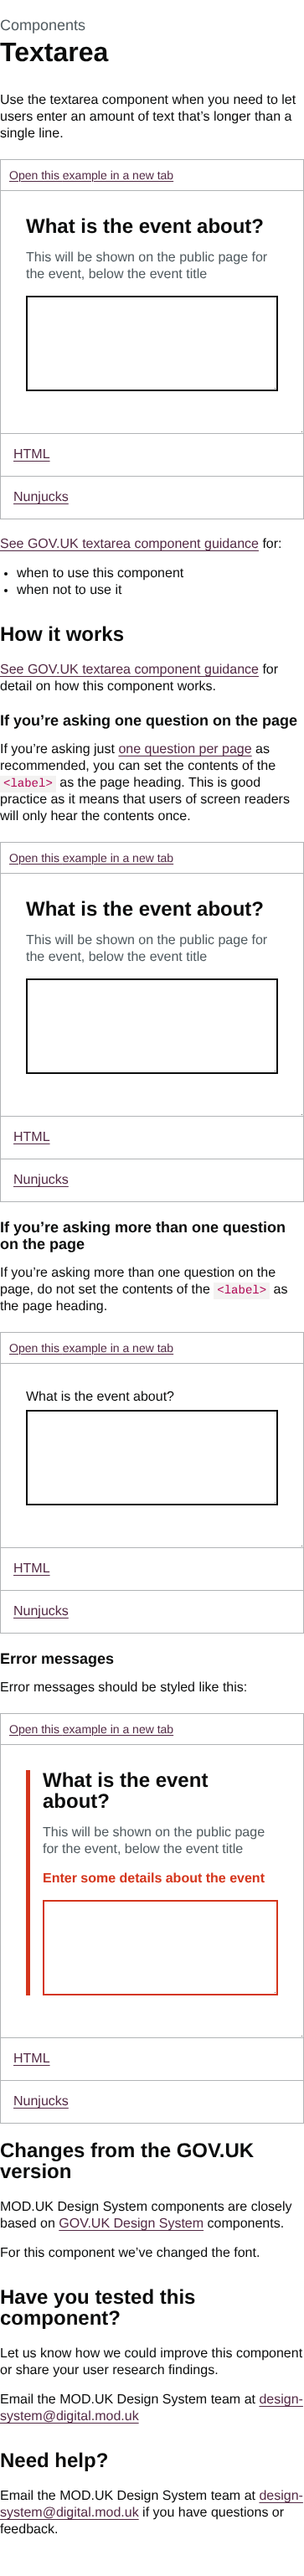 Components
Textarea
Use the textarea component when you need to let
users enter an amount of text that’s longer than a
single line.
Open this example in a new tab
What is the event about?
This will be shown on the public page for
the event, below the event title
HTML
Nunjucks
See GOV.UK textarea component guidance for:
• when to use this component
• when not to use it
How it works
See GOV.UK textarea component guidance for
detail on how this component works.
If you’re asking one question on the page
If you’re asking just one question per page as
recommended, you can set the contents of the
<label> as the page heading. This is good
practice as it means that users of screen readers
will only hear the contents once.
Open this example in a new tab
What is the event about?
This will be shown on the public page for
the event, below the event title
HTML
Nunjucks
If you’re asking more than one question
on the page
If you’re asking more than one question on the
page, do not set the contents of the <label> as
the page heading.
Open this example in a new tab
What is the event about?
HTML
Nunjucks
Error messages
Error messages should be styled like this:
Open this example in a new tab
What is the event
about?
This will be shown on the public page
for the event, below the event title
Enter some details about the event
HTML
Nunjucks
Changes from the GOV.UK
version
MOD.UK Design System components are closely
based on GOV.UK Design System components.
For this component we’ve changed the font.
Have you tested this
component?
Let us know how we could improve this component
or share your user research findings.
Email the MOD.UK Design System team at design-
system@digital.mod.uk
Need help?
Email the MOD.UK Design System team at design-
system@digital.mod.uk if you have questions or
feedback.